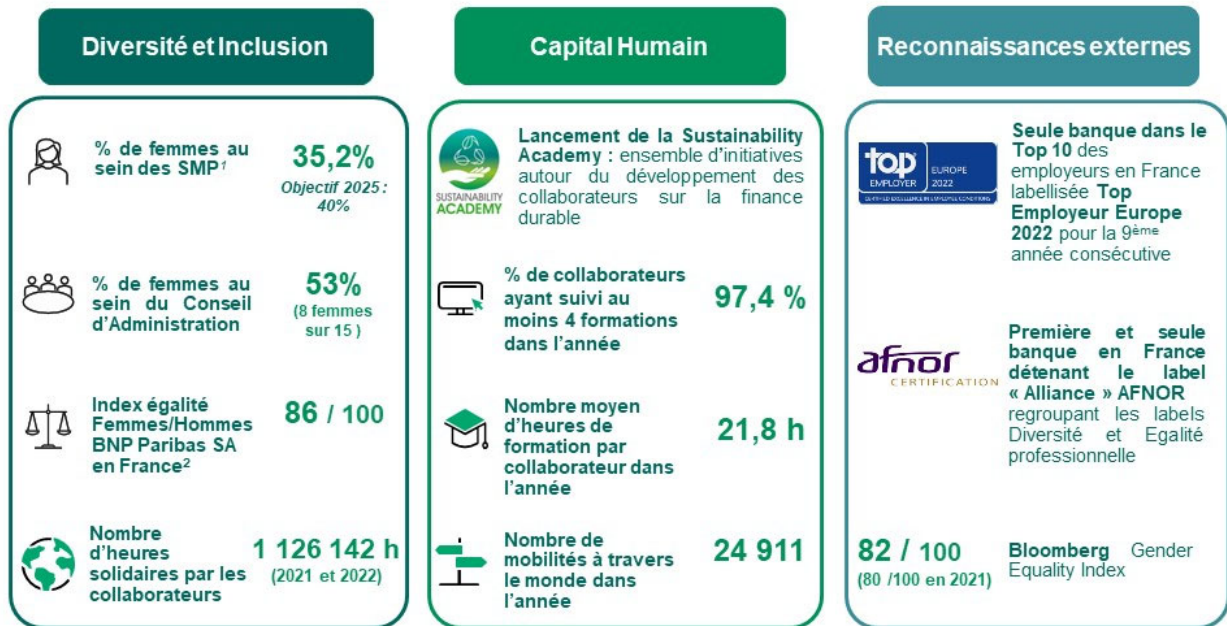 Diversité et Inclusion
% de femmes au
sein des SMP¹
35,2%
Objectif 2025 :
40%
% de femmes au
sein du Conseil
d'Administration
53%
(8 femmes
sur 15 )
Index égalité
Femmes/Hommes
BNP Paribas SA
en France²
86 / 100
Nombre
d'heures
solidaires par les
collaborateurs
1 126 142 h
(2021 et 2022)
Capital Humain
SUSTAINABILITY
ACADEMY
Lancement de la Sustainability
Academy : ensemble d'initiatives
autour du développement des
collaborateurs sur la finance
durable
% de collaborateurs
ayant suivi au
moins 4 formations
dans l'année
97,4 %
Nombre moyen
d'heures de
formation par
collaborateur dans
l'année
21,8 h
Nombre de
mobilités à travers
le monde dans
l'année
24 911
Reconnaissances externes
top
EMPLOYER
EUROPE
2022
CERTIFIED EXCELLENCE IN EMPLOYEE CONDITIONS
Seule banque dans le
Top 10 des
employeurs en France
labellisée Top
Employeur Europe
2022 pour la 9ème
année consécutive
afnor
CERTIFICATION
Première et seule
banque en France
détenant le label
« Alliance » AFNOR
regroupant les labels
Diversité et Egalité
professionnelle
82 / 100
(80 /100 en 2021)
Bloomberg Gender
Equality Index